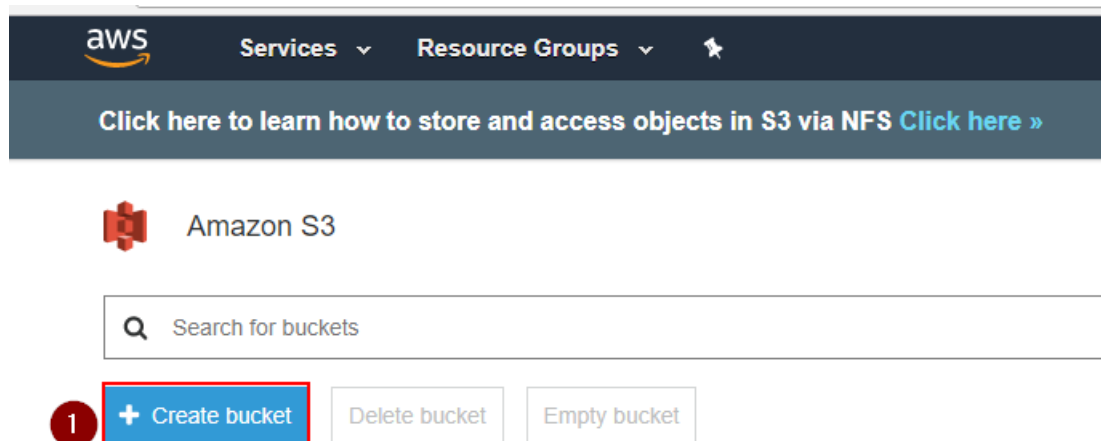 aws Services Resource Groups
Click here to learn how to store and access objects in S3 via NFS Click here »
Amazon S3
Search for buckets
1 + Create bucket Delete bucket Empty bucket